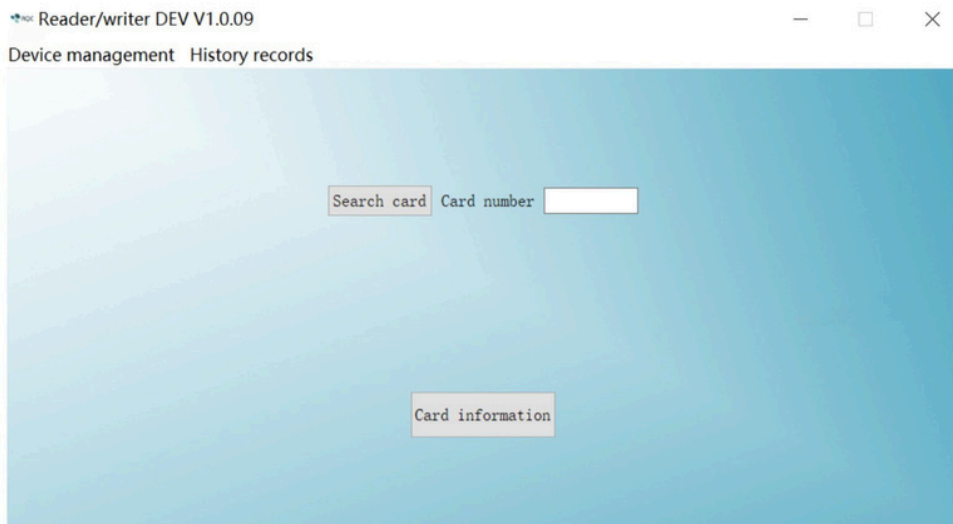 Reader/writer DEV V1.0.09
Device management History records
Search card Card number
Card information